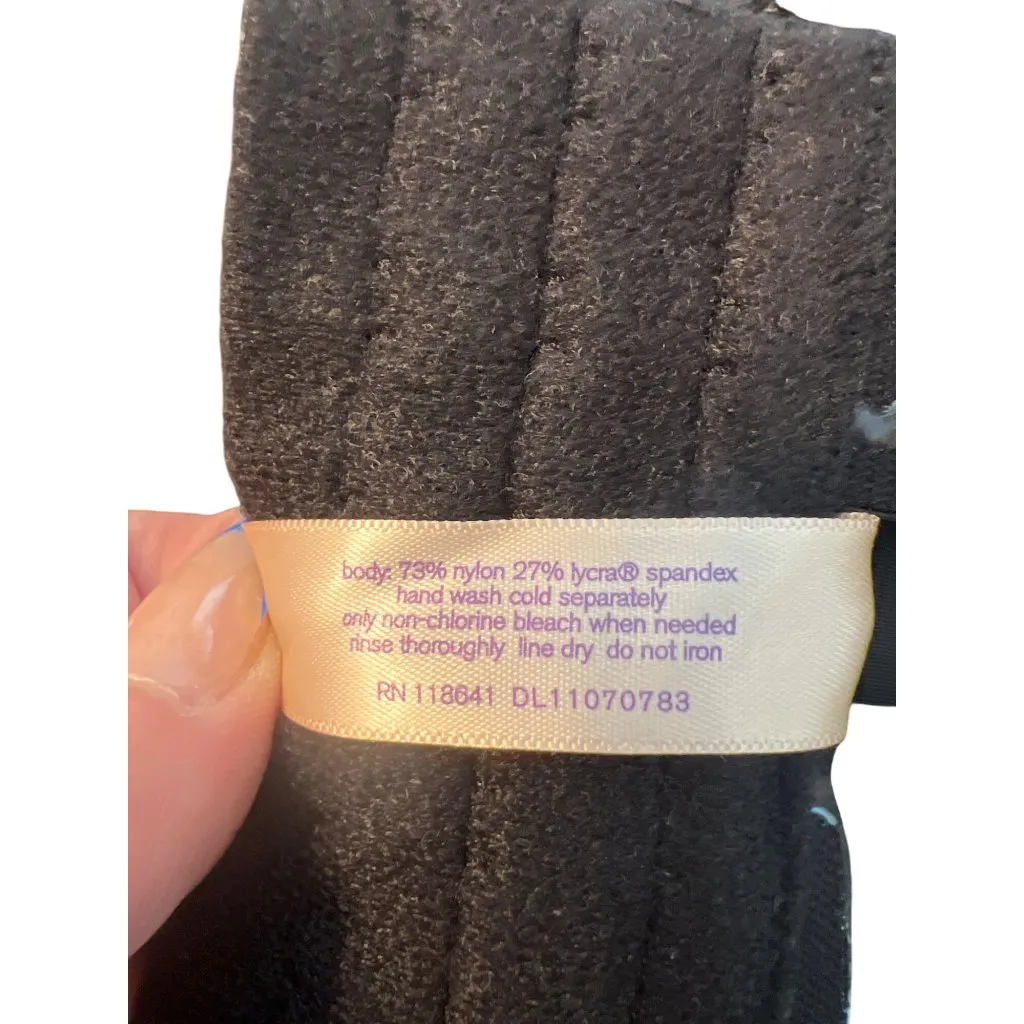 body: 73% nylon 27% lycra® spandex
hand wash cold separately
only non-chlorine bleach when needed
rinse thoroughly line dry do not iron
RN 118641 DL11070783